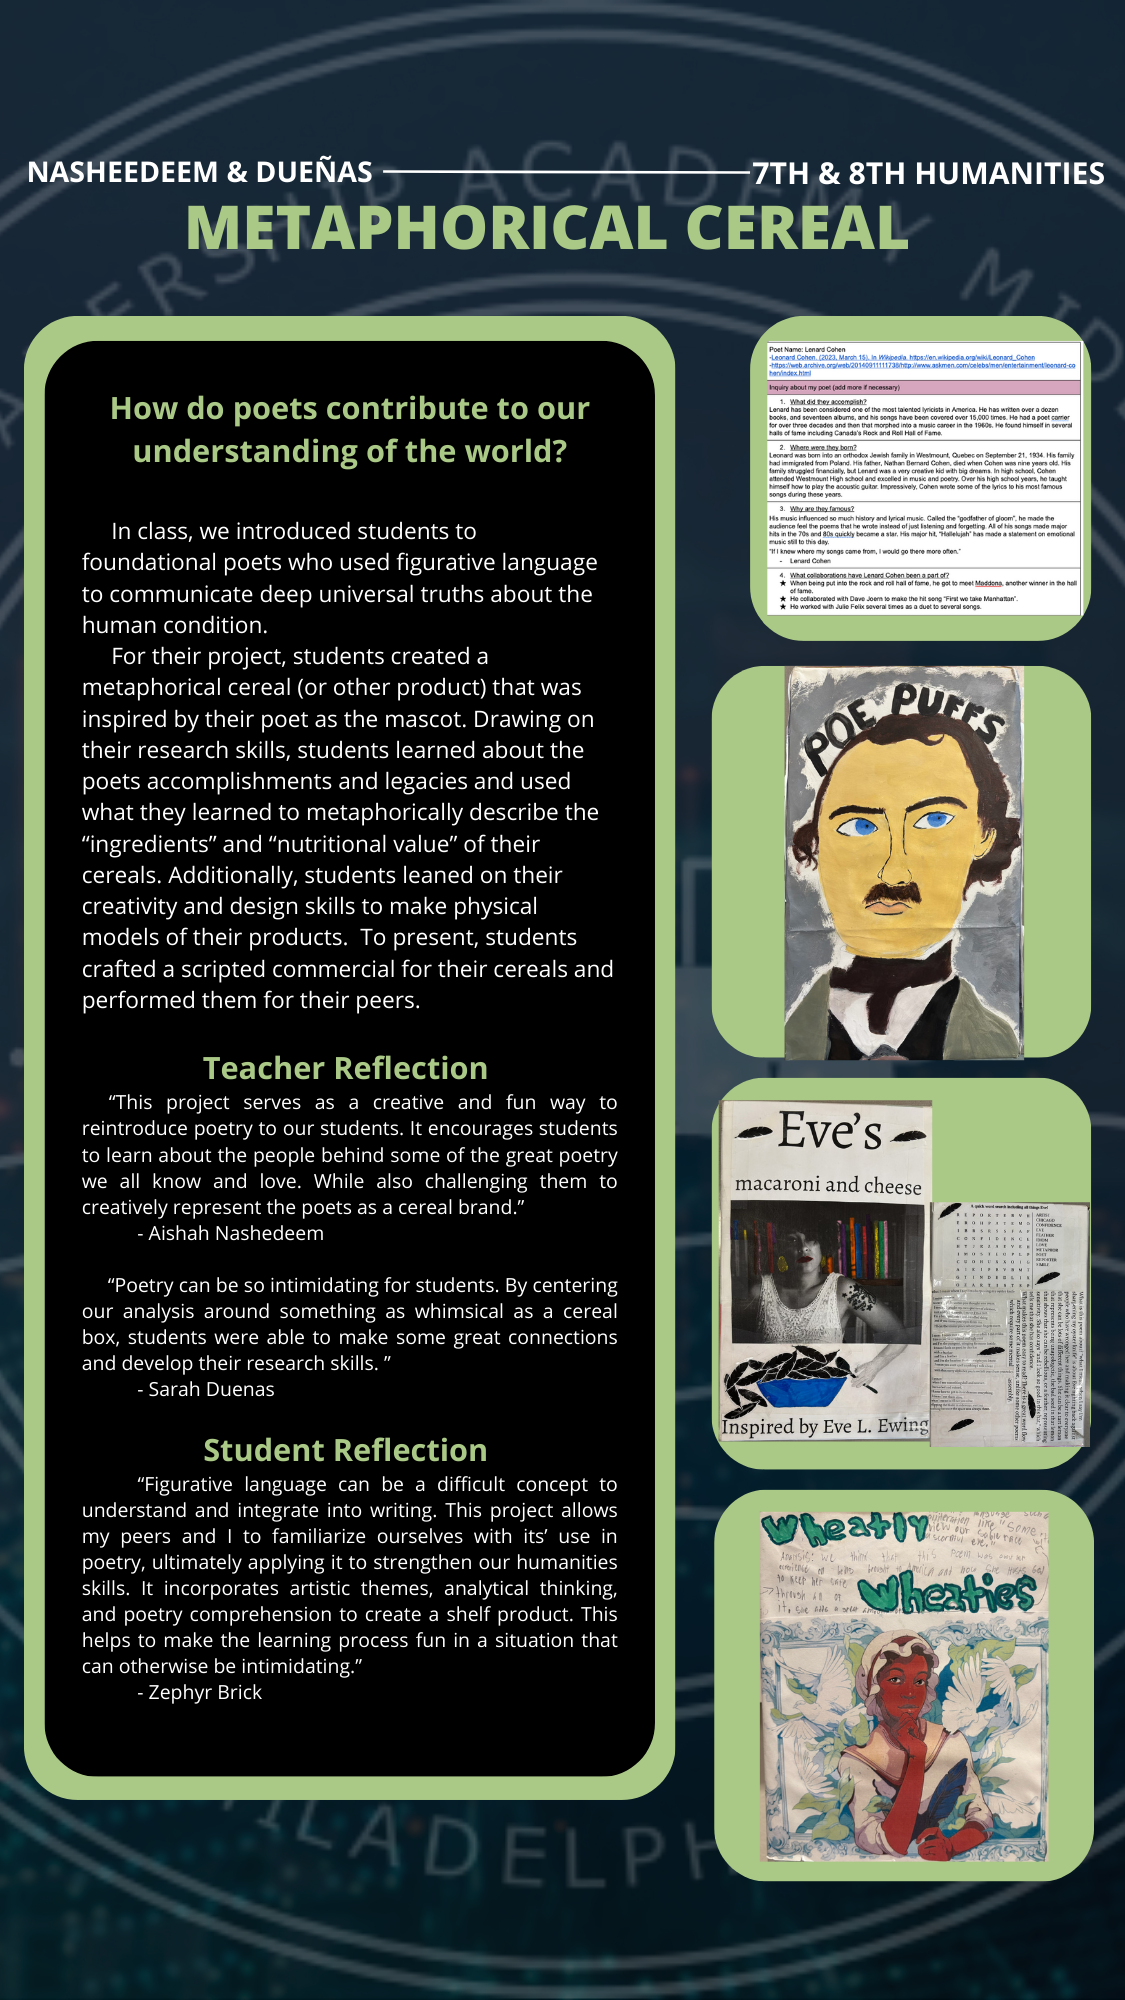 NASHEEDEEM & DUEÑAS
7TH & 8TH HUMANITIES
METAPHORICAL CEREAL
How do poets contribute to our
understanding of the world?
In class, we introduced students to
foundational poets who used figurative language
to communicate deep universal truths about the
human condition.
For their project, students created a
metaphorical cereal (or other product) that was
inspired by their poet as the mascot. Drawing on
their research skills, students learned about the
poets accomplishments and legacies and used
what they learned to metaphorically describe the
“ingredients” and “nutritional value” of their
cereals. Additionally, students leaned on their
creativity and design skills to make physical
models of their products.  To present, students
crafted a scripted commercial for their cereals and
performed them for their peers.
Teacher Reflection
“This project serves as a creative and fun way to
reintroduce poetry to our students. It encourages students
to learn about the people behind some of the great poetry
we all know and love. While also challenging them to
creatively represent the poets as a cereal brand.”
- Aishah Nashedeem
“Poetry can be so intimidating for students. By centering
our analysis around something as whimsical as a cereal
box, students were able to make some great connections
and develop their research skills. ”
- Sarah Duenas
Student Reflection
“Figurative language can be a difficult concept to
understand and integrate into writing. This project allows
my peers and I to familiarize ourselves with its’ use in
poetry, ultimately applying it to strengthen our humanities
skills. It incorporates artistic themes, analytical thinking,
and poetry comprehension to create a shelf product. This
helps to make the learning process fun in a situation that
can otherwise be intimidating.”
- Zephyr Brick
Poet Name: Lenard Cohen
-Leonard Cohen. (2023, March 15). In Wikipedia. https://en.wikipedia.org/wiki/Leonard_Cohen
-https://web.archive.org/web/20140911111738/http://www.askmen.com/celebs/men/entertainment/leonard-co
hen/index.html
Inquiry about my poet (add more if necessary)
1. What did they accomplish?
Lenard has been considered one of the most talented lyricists in America. He has written over a dozen
books, and seventeen albums, and his songs have been covered over 15,000 times. He had a poet carrier
for over three decades and then that morphed into a music career in the 1960s. He found himself in several
halls of fame including Canada's Rock and Roll Hall of Fame.
2. Where were they born?
Leonard was born into an orthodox Jewish family in Westmount, Quebec on September 21, 1934. His family
had immigrated from Poland. His father, Nathan Bernard Cohen, died when Cohen was nine years old. His
family struggled financially, but Lenard was a very creative kid with big dreams. In high school, Cohen
attended Westmount High school and excelled in music and poetry. Over his high school years, he taught
himself how to play the acoustic guitar. Impressively, Cohen wrote some of the lyrics to his most famous
songs during these years.
3. Why are they famous?
His music influenced so much history and lyrical music. Called the "godfather of gloom", he made the
audience feel the poems that he wrote instead of just listening and forgetting. All of his songs made major
hits in the 70s and 80s quickly became a star. His major hit, "Hallelujah" has made a statement on emotional
music still to this day.
"If I knew where my songs came from, I would go there more often."
- Lenard Cohen
4. What collaborations have Lenard Cohen been a part of?
★ When being put into the rock and roll hall of fame, he got to meet Maddona, another winner in the hall
of fame.
★ He collaborated with Dave Joern to make the hit song "First we take Manhattan".
★ He worked with Julie Felix several times as a duet to several songs.
POE PUFFS
Eve's
macaroni and cheese
Inspired by Eve L. Ewing
A quick word search including all things Eve!
ARTIST
CHICAGO
CONFIDENCE
EVE
FEATHER
FROM
LOVE
METAPHOR
POET
REPORTER
SIMILE
Wheatly
Wheaties